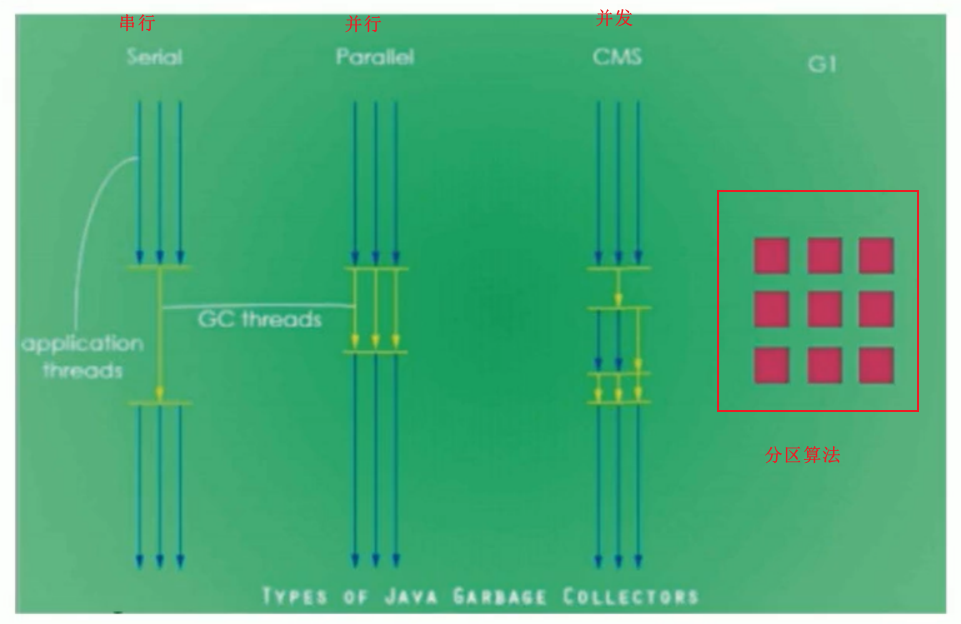 串行
并行
并发
Serial
Parallel
CMS
G1
GC threads
application
threads
分区算法
TYPES OF JAVA GARBAGE COLLECTORS